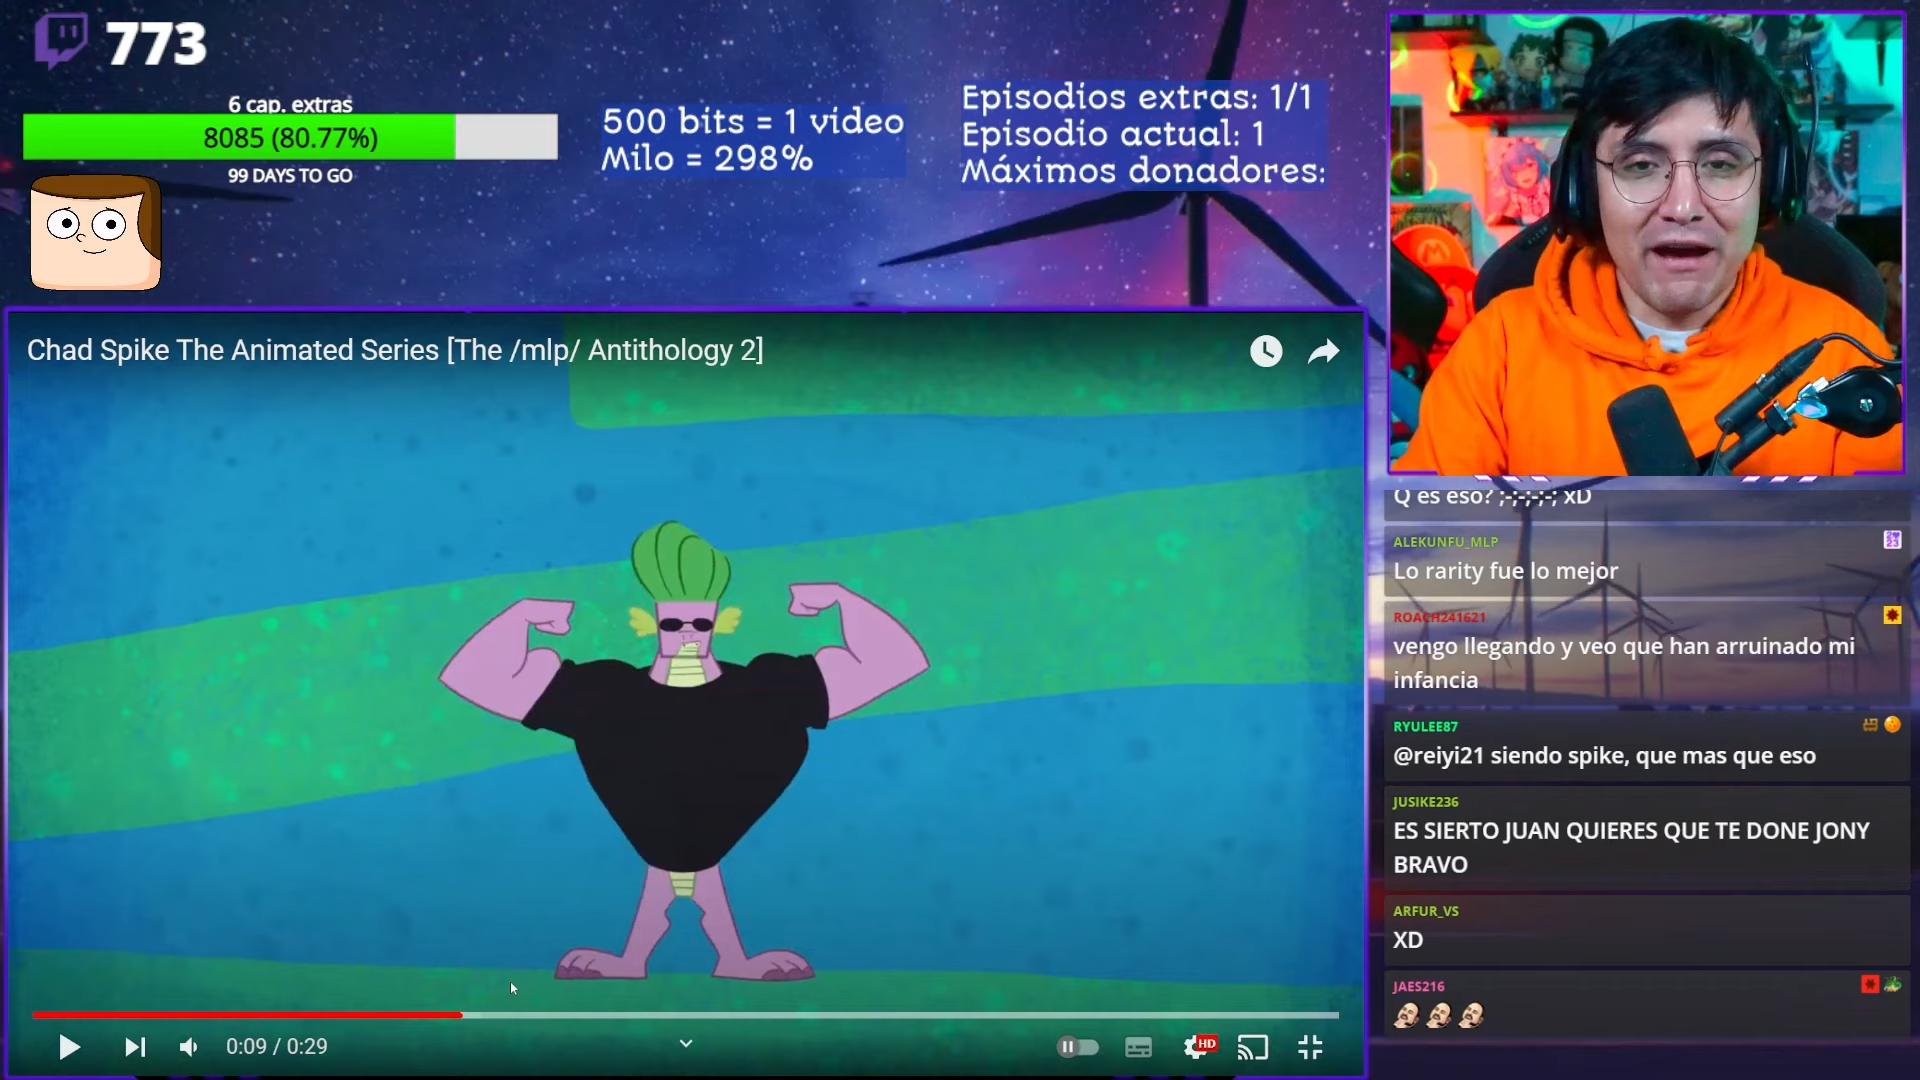 773
6 cap. extras
8085 (80.77%)
99 DAYS TO GO
500 bits = 1 video
Milo = 298%
Episodios extras: 1/1
Episodio actual: 1
Máximos donadores:
Chad Spike The Animated Series [The /mlp/ Antithology 2]
0:09 / 0:29
HD
Q es eso? ;-;-;-;-; xD
ALEKUNFU_MLP
Lo rarity fue lo mejor
ROACH241621
vengo llegando y veo que han arruinado mi
infancia
RYULEE87
@reiyi21 siendo spike, que mas que eso
JUSIKE236
ES SIERTO JUAN QUIERES QUE TE DONE JONY
BRAVO
ARFUR_VS
XD
JAES216